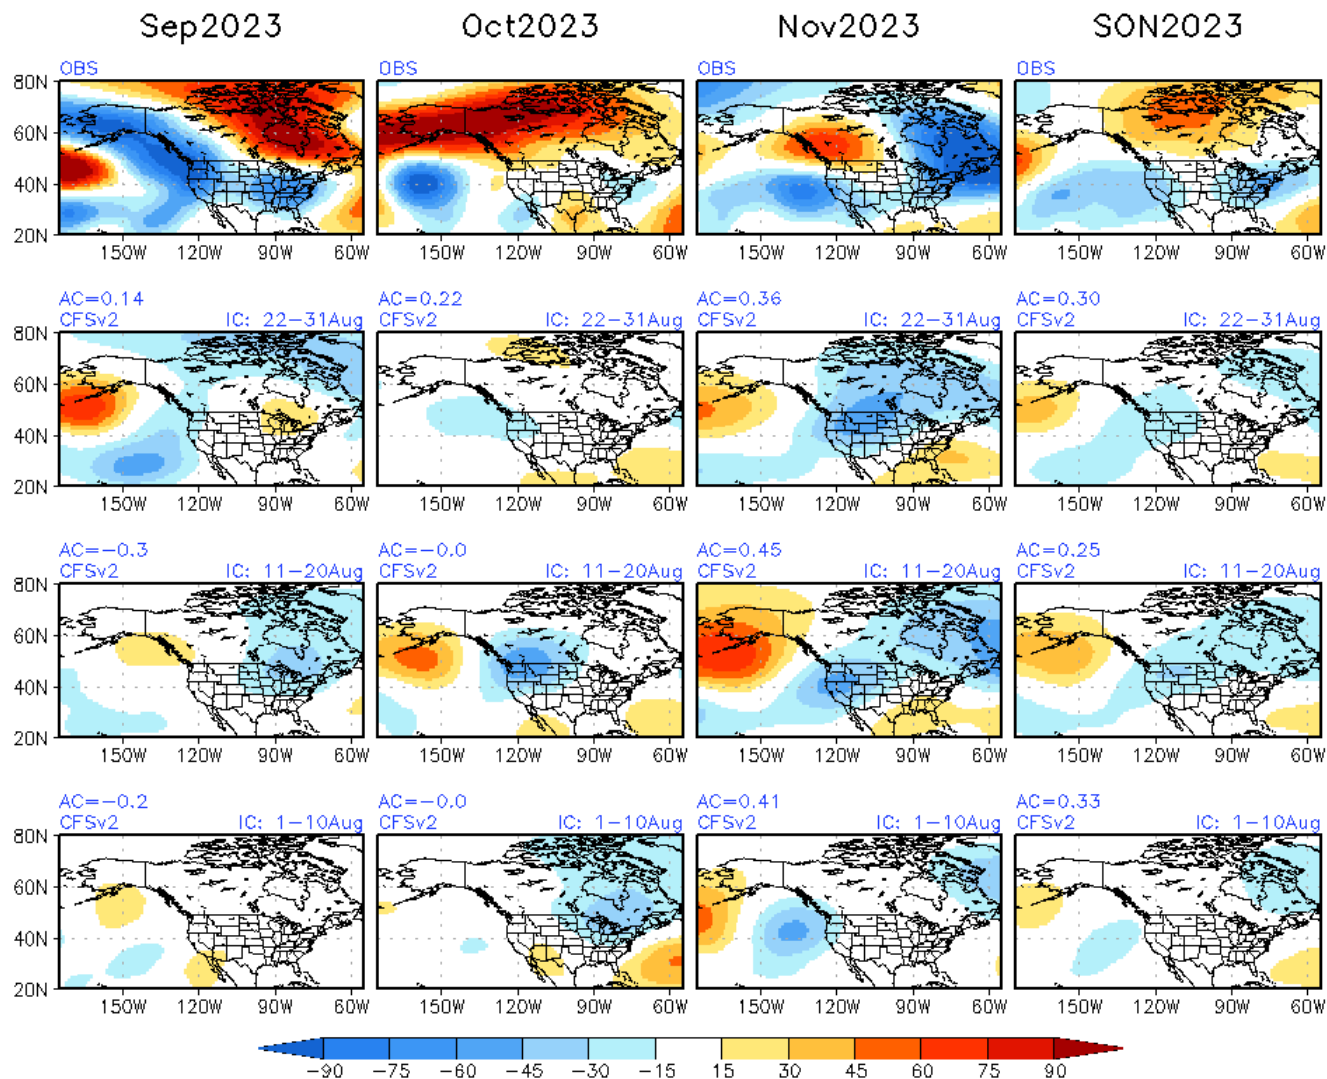 Sep2023 Oct2023 Nov2023 SON2023
OBS OBS OBS OBS
80N
60N
40N
20N
150W 120W 90W 60W 150W 120W 90W 60W 150W 120W 90W 60W 150W 120W 90W 60W
AC=0.14 AC=0.22 AC=0.36 AC=0.30
CFSv2 IC: 22-31Aug CFSv2 IC: 22-31Aug CFSv2 IC: 22-31Aug CFSv2 IC: 22-31Aug
80N
60N
40N
20N
150W 120W 90W 60W 150W 120W 90W 60W 150W 120W 90W 60W 150W 120W 90W 60W
AC=-0.3 AC=-0.0 AC=0.45 AC=0.25
CFSv2 IC: 11-20Aug CFSv2 IC: 11-20Aug CFSv2 IC: 11-20Aug CFSv2 IC: 11-20Aug
80N
60N
40N
20N
150W 120W 90W 60W 150W 120W 90W 60W 150W 120W 90W 60W 150W 120W 90W 60W
AC=-0.2 AC=-0.0 AC=0.41 AC=0.33
CFSv2 IC: 1-10Aug CFSv2 IC: 1-10Aug CFSv2 IC: 1-10Aug CFSv2 IC: 1-10Aug
80N
60N
40N
20N
150W 120W 90W 60W 150W 120W 90W 60W 150W 120W 90W 60W 150W 120W 90W 60W
-90 -75 -60 -45 -30 -15 15 30 45 60 75 90